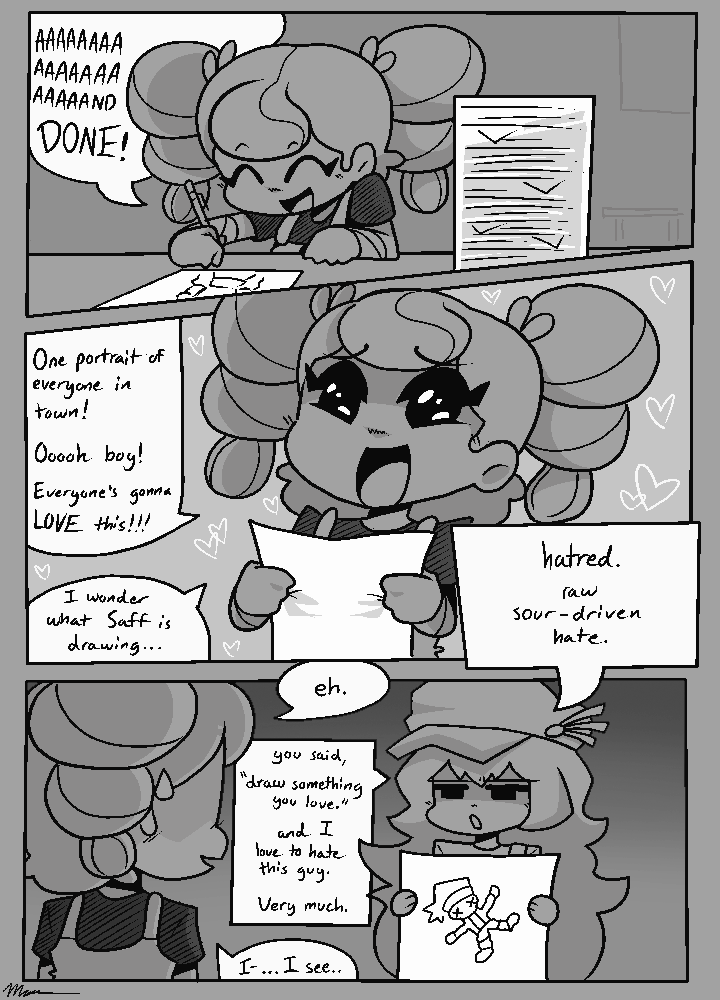 AAAAAAAA
AAAAAAA
AAAAAND
DONE!
One portrait of
everyone in
town!
Ooooh boy!
Everyone's gonna
LOVE this!!!
I wonder
what Saff is
drawing...
hatred.
raw
sour-driven
hate.
eh.
you said,
"draw something
you love."
and I
love to hate
this guy.
Very much.
I-... I see..